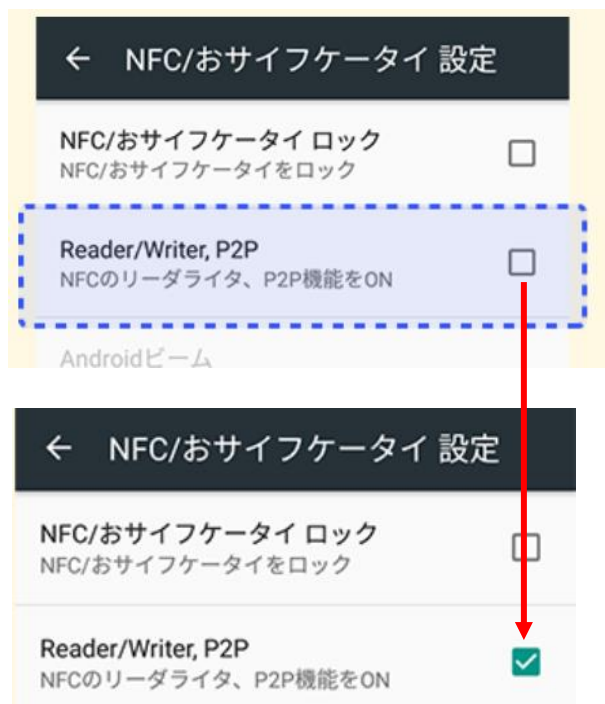 ← NFC/おサイフケータイ 設定
NFC/おサイフケータイ ロック
NFC/おサイフケータイをロック
Reader/Writer, P2P
NFCのリーダライタ、P2P機能をON
Androidビーム
← NFC/おサイフケータイ 設定
NFC/おサイフケータイ ロック
NFC/おサイフケータイをロック
Reader/Writer, P2P
NFCのリーダライタ、P2P機能をON